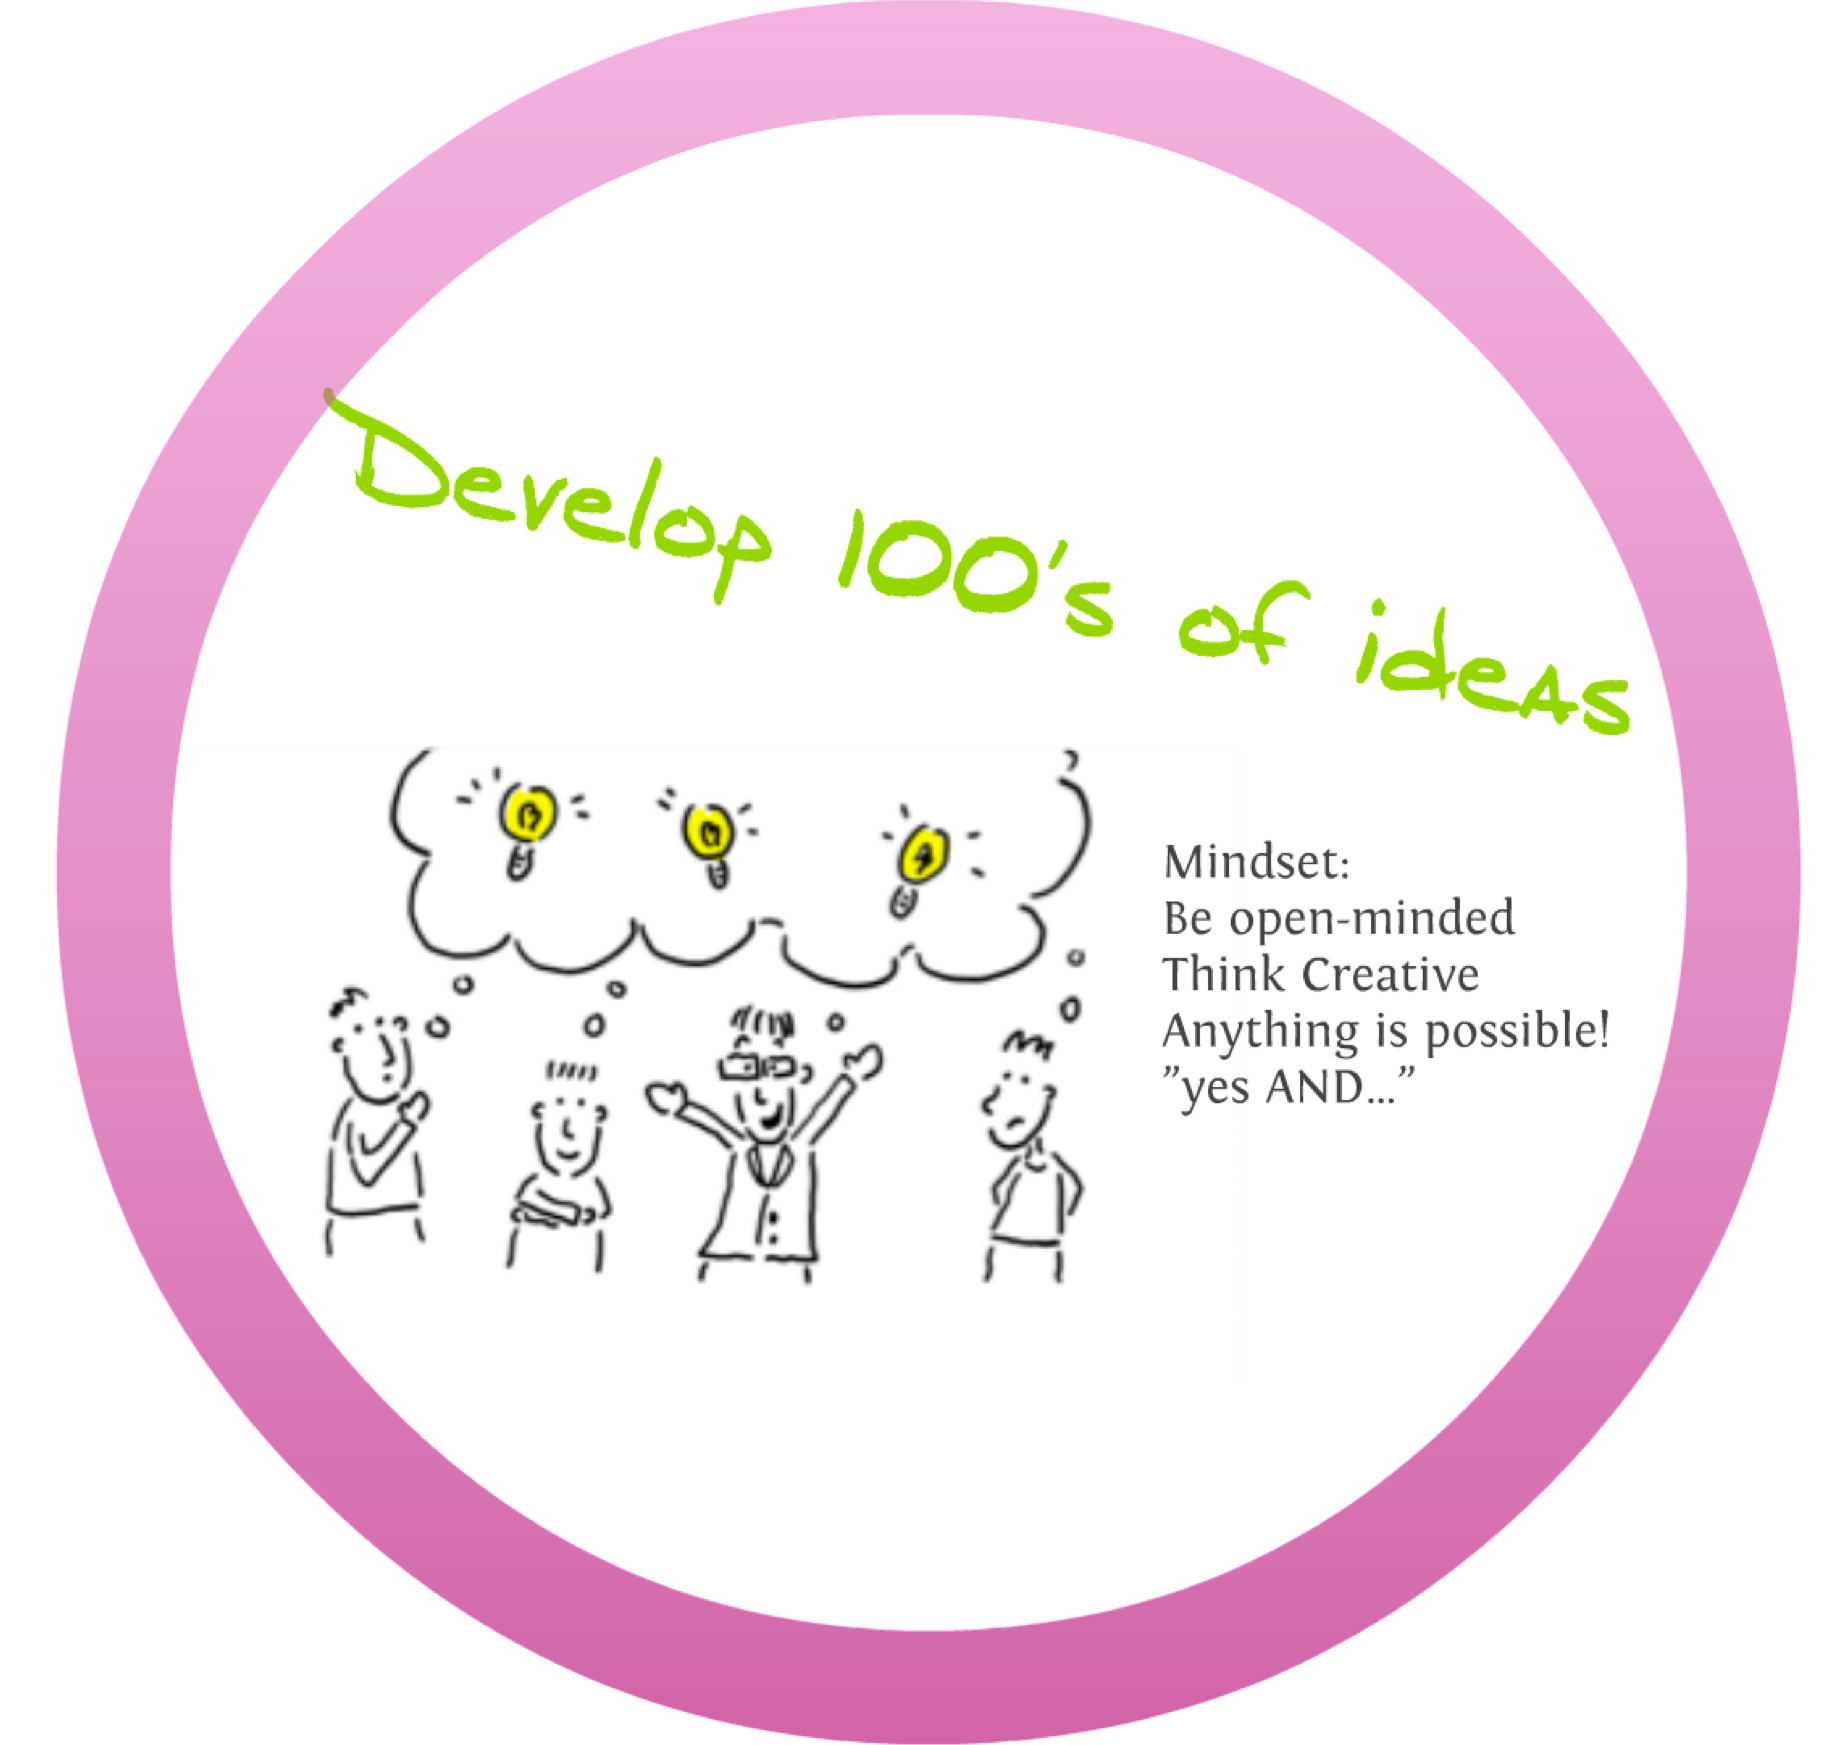 Develop 100's of ideas
Mindset:
Be open-minded
Think Creative
Anything is possible!
”yes AND...”